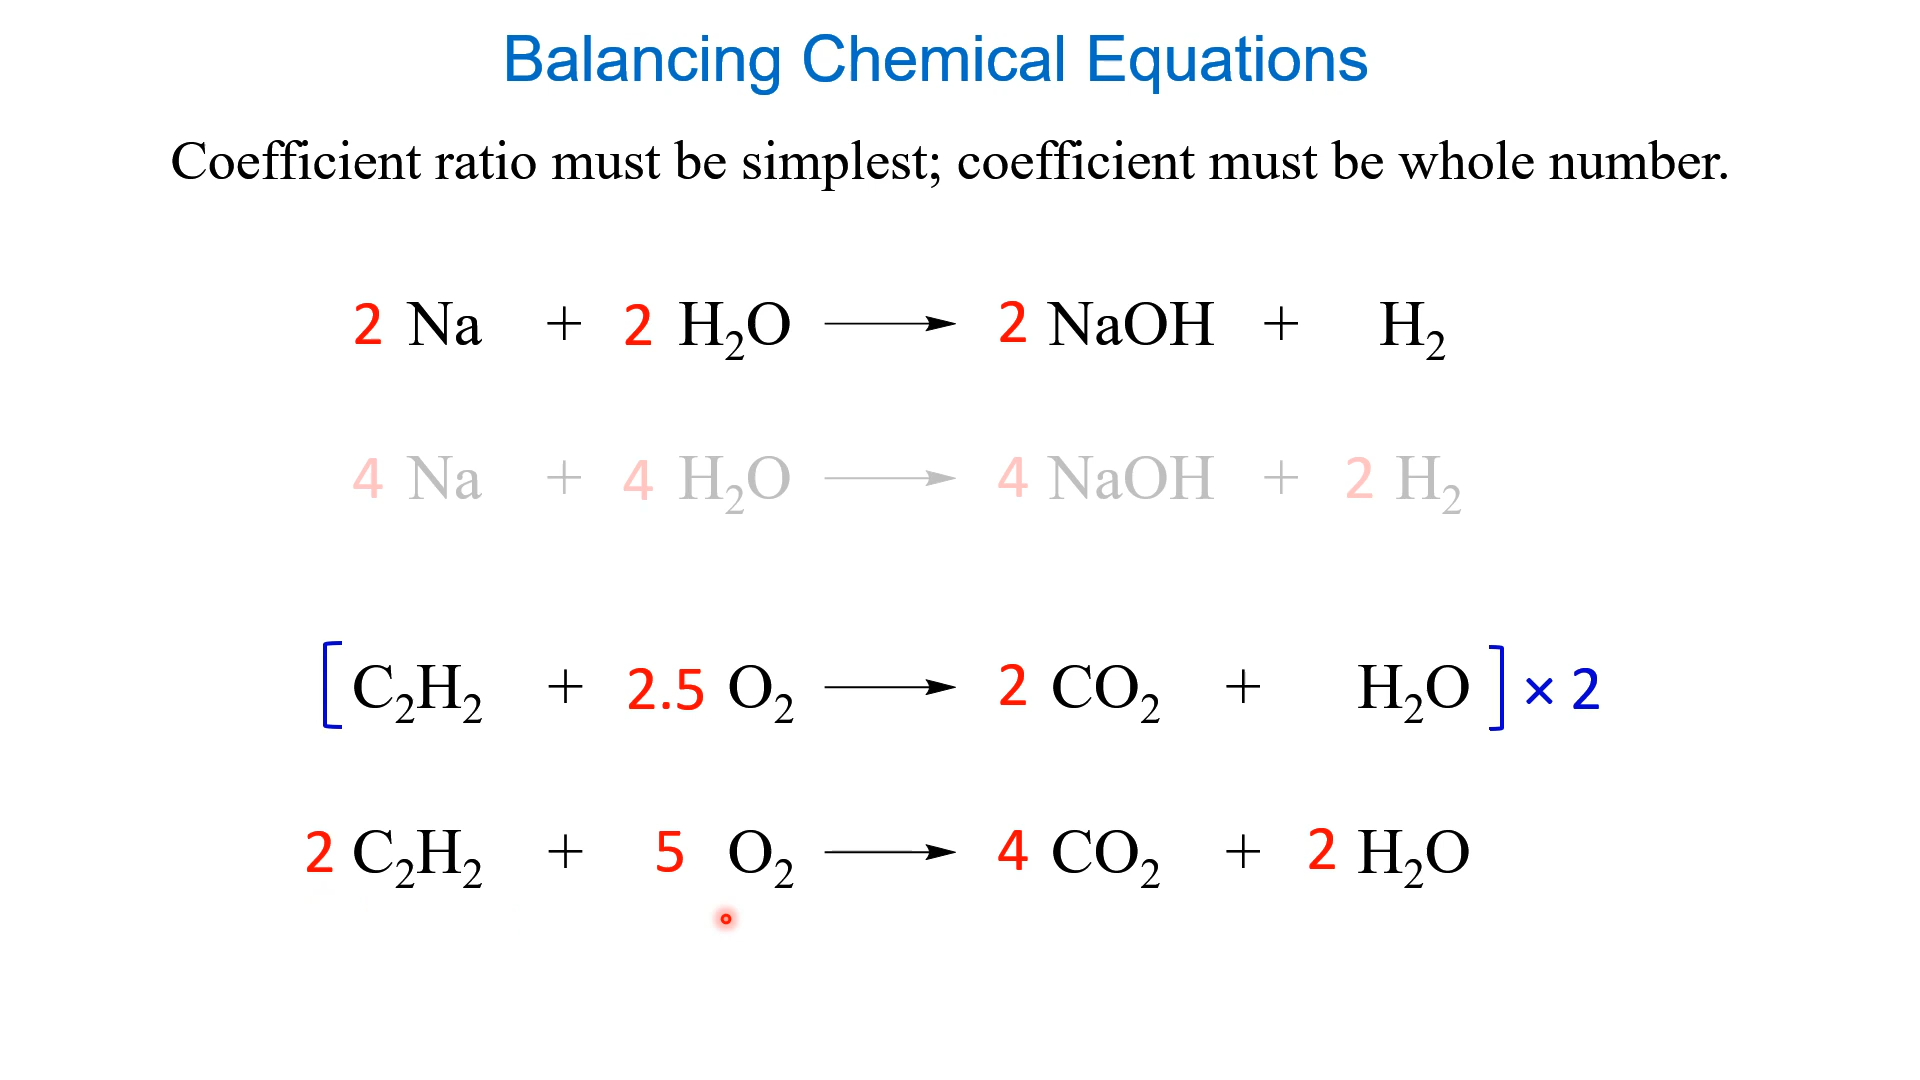 Balancing Chemical Equations
Coefficient ratio must be simplest; coefficient must be whole number.
2 Na + 2 H₂O ⟶ 2 NaOH + H₂
4 Na + 4 H₂O ⟶ 4 NaOH + 2 H₂
[C₂H₂ + 2.5 O₂ ⟶ 2 CO₂ + H₂O] × 2
2 C₂H₂ + 5 O₂ ⟶ 4 CO₂ + 2 H₂O